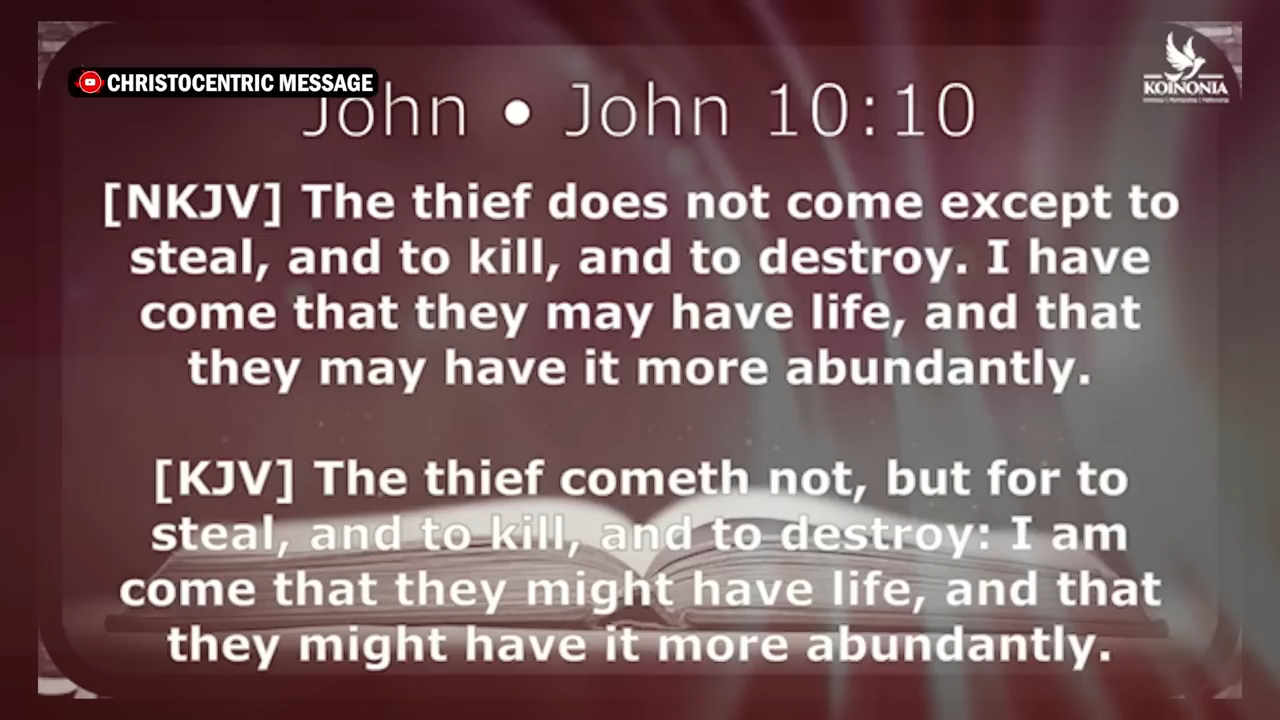 CHRISTOCENTRIC MESSAGE
KOINONIA
John • John 10:10
[NKJV] The thief does not come except to
steal, and to kill, and to destroy. I have
come that they may have life, and that
they may have it more abundantly.
[KJV] The thief cometh not, but for to
steal, and to kill, and to destroy: I am
come that they might have life, and that
they might have it more abundantly.